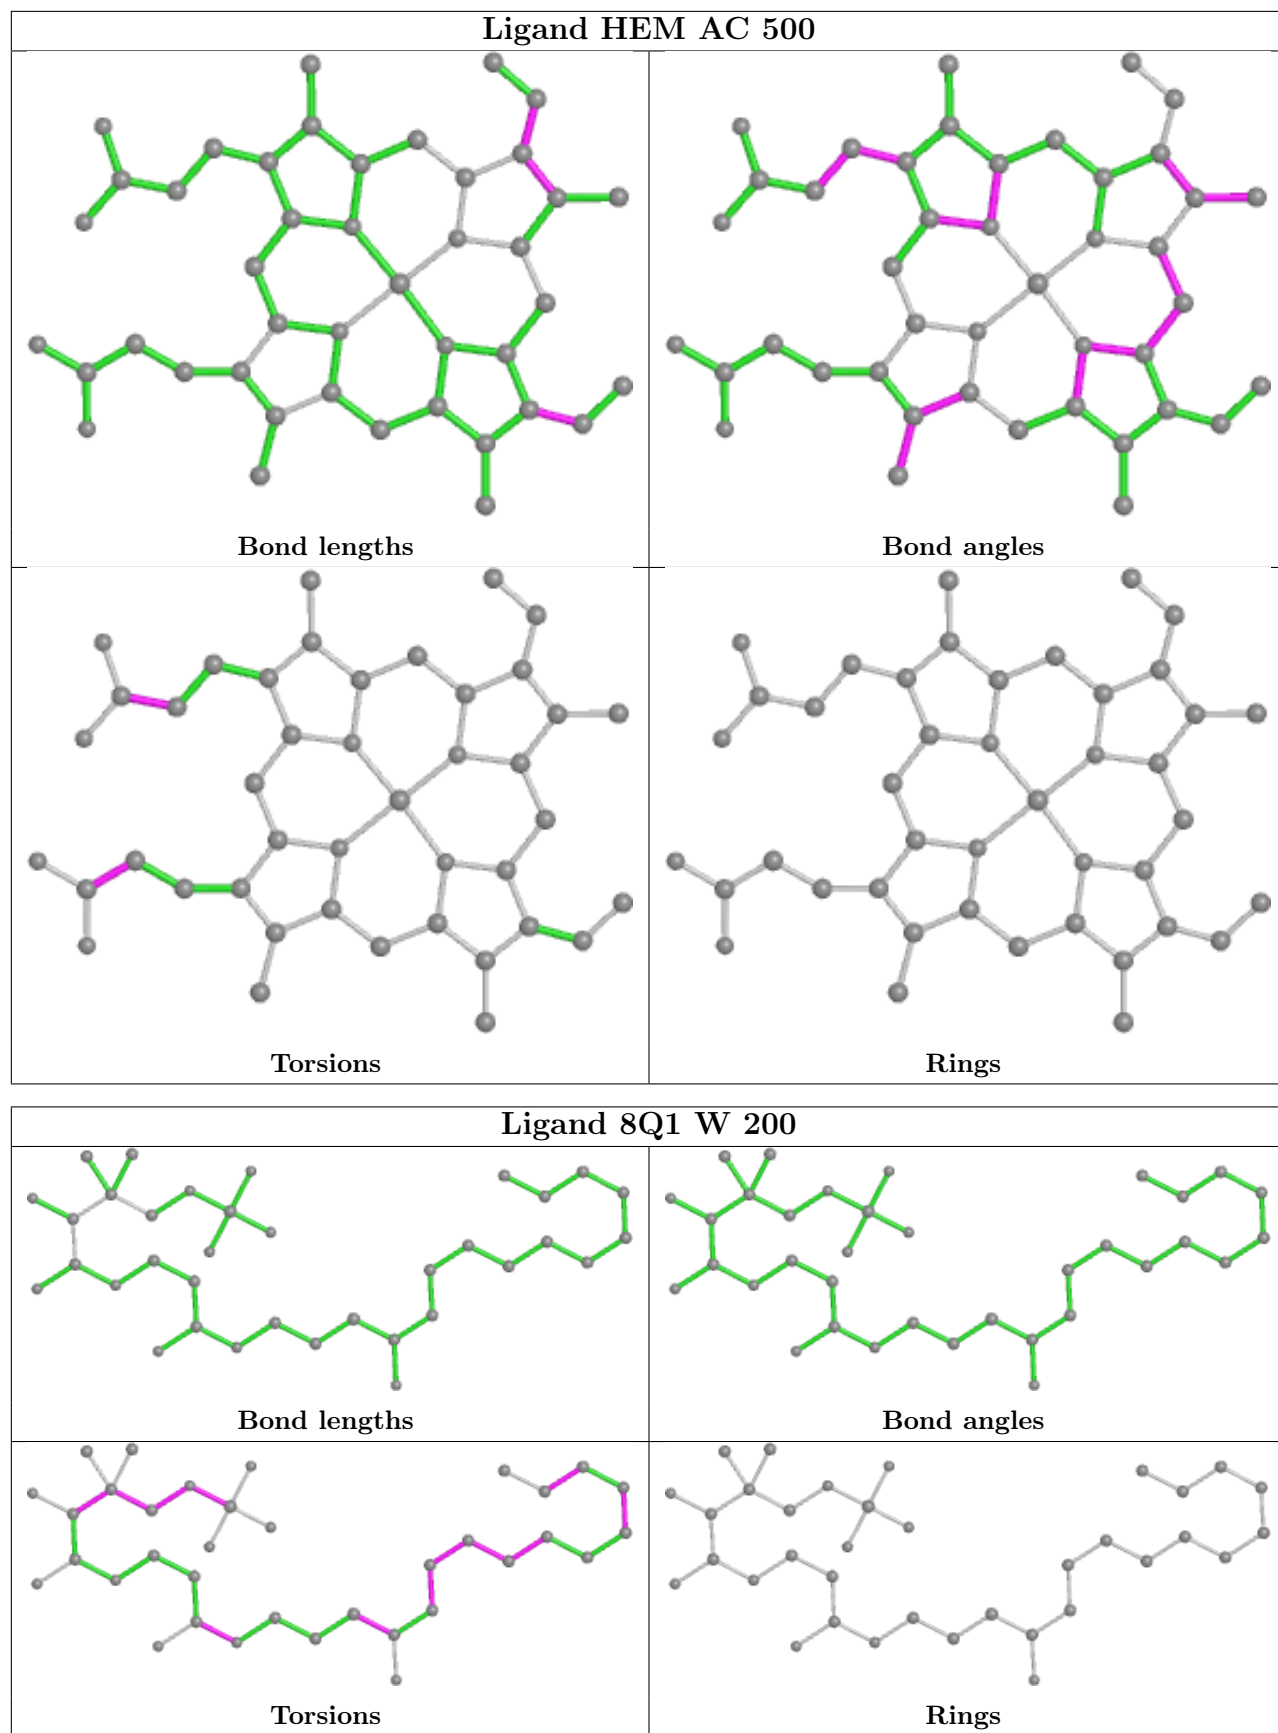 Ligand HEM AC 500
Bond lengths
Bond angles
Torsions
Rings
Ligand 8Q1 W 200
Bond lengths
Bond angles
Torsions
Rings